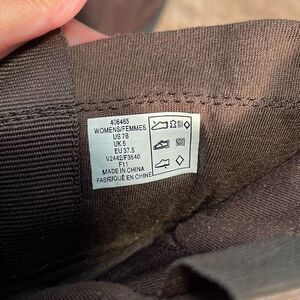 406465
WOMENS/FEMMES
US 7B
UK 5
EU 37.5
V2442/F3640
F11
MADE IN CHINA
FABRIQUÉ EN CHINE